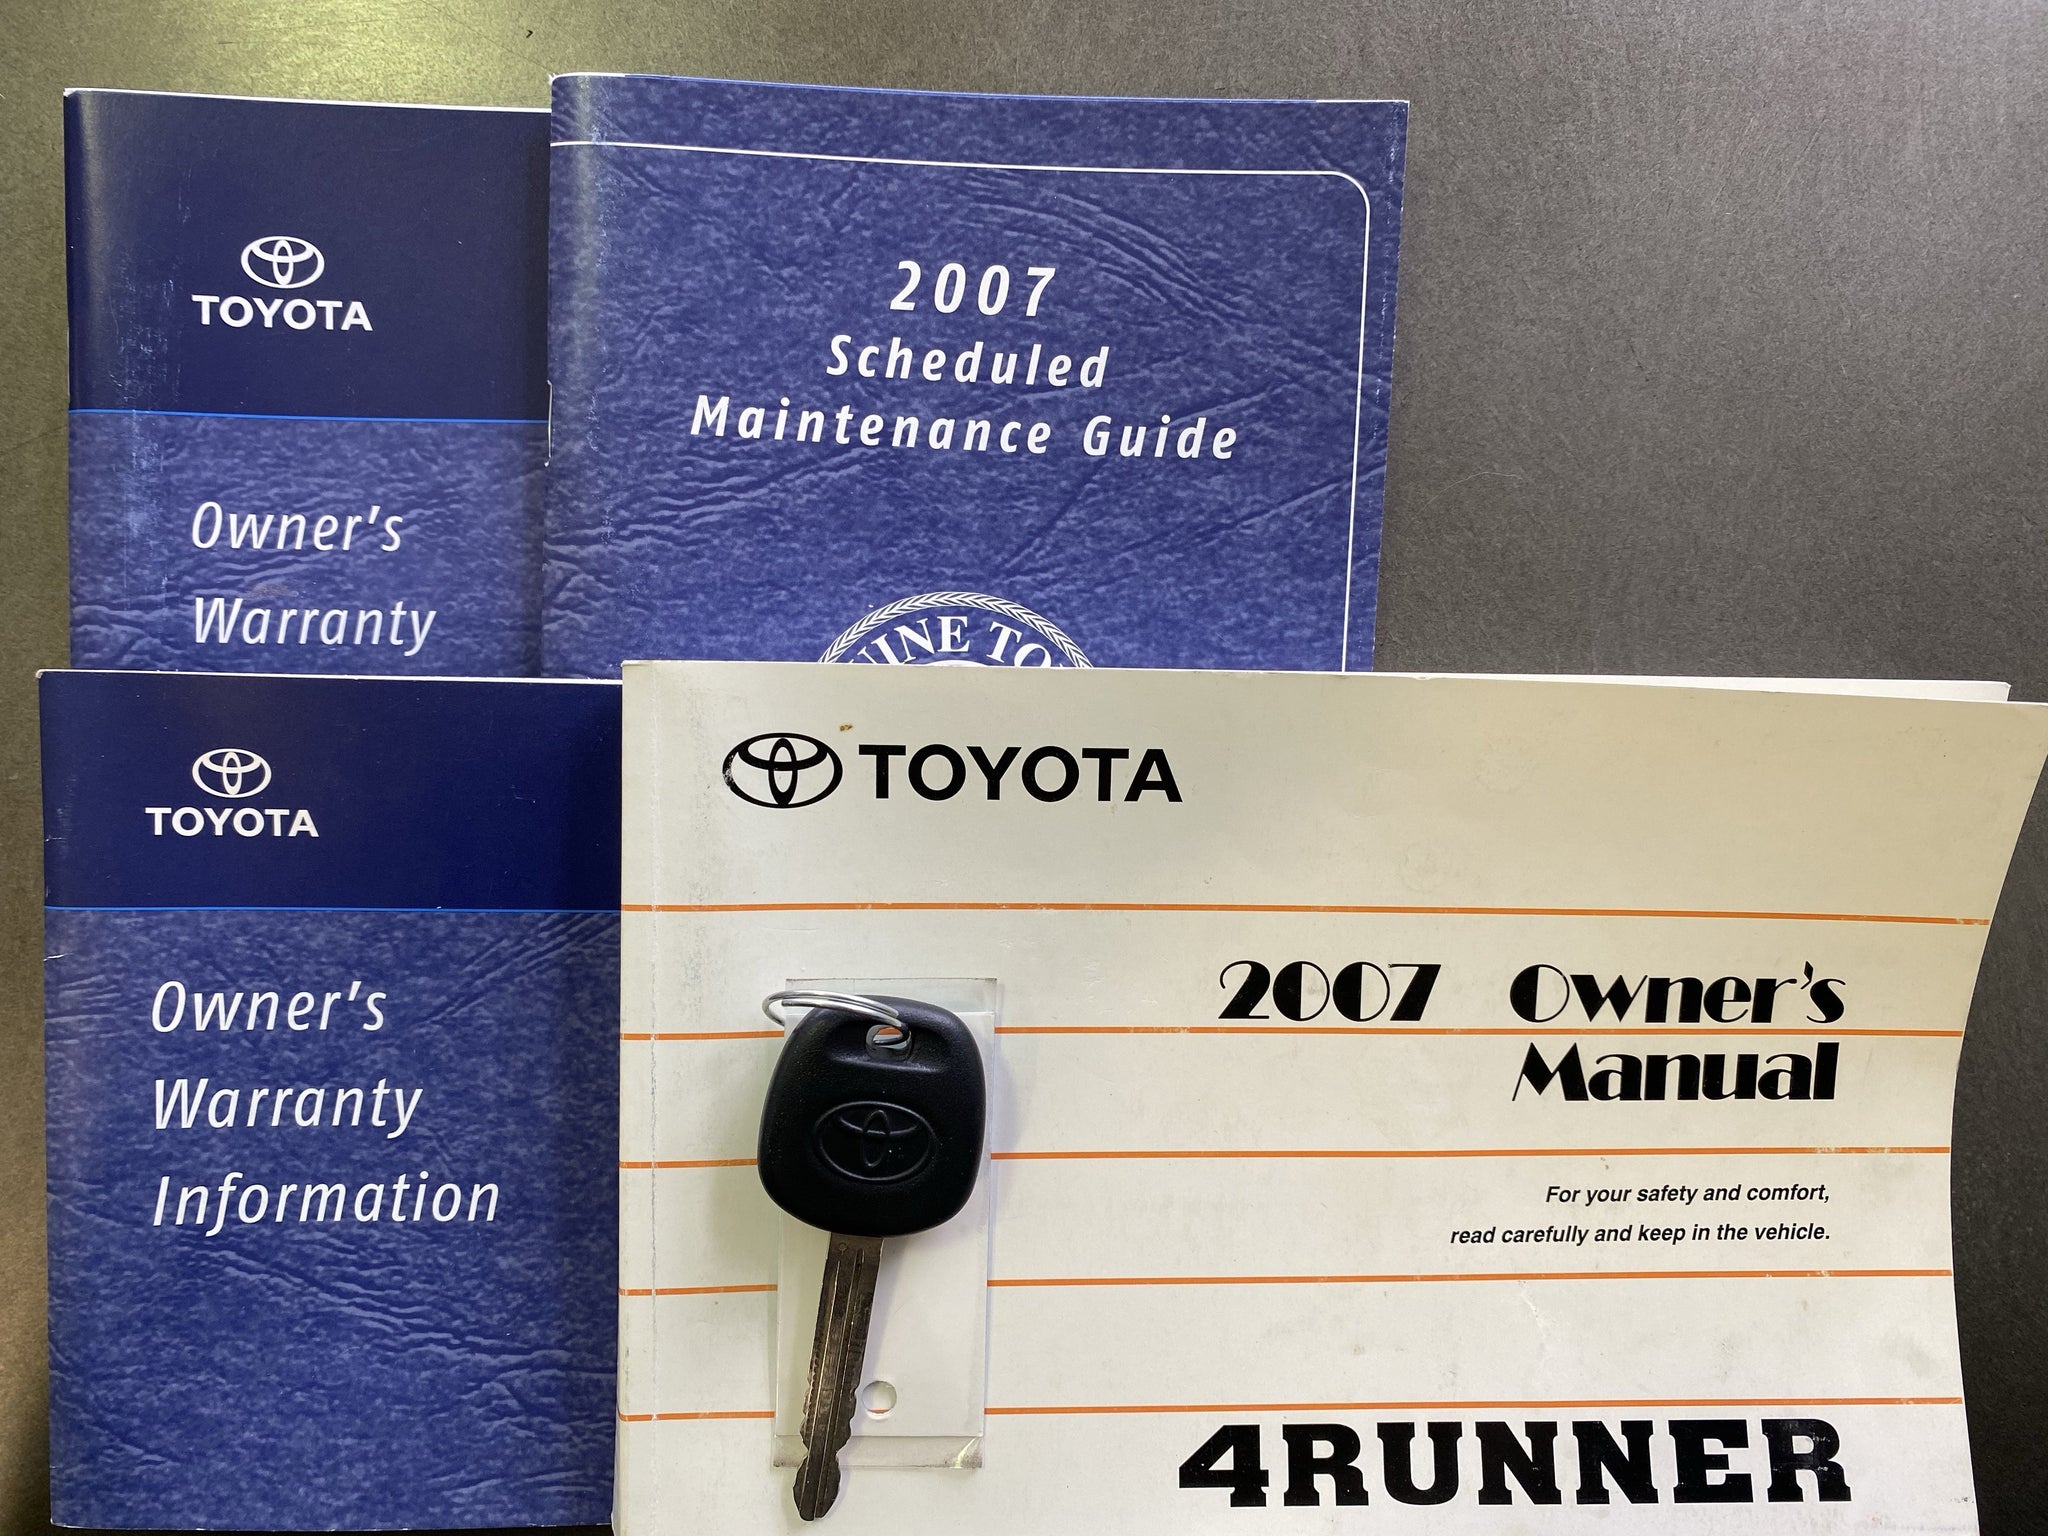 TOYOTA
Owner's
Warranty
2007
Scheduled
Maintenance Guide
TOYOTA
Owner's
Warranty
Information
TOYOTA
2007 Owner's
Manual
For your safety and comfort,
read carefully and keep in the vehicle.
4RUNNER